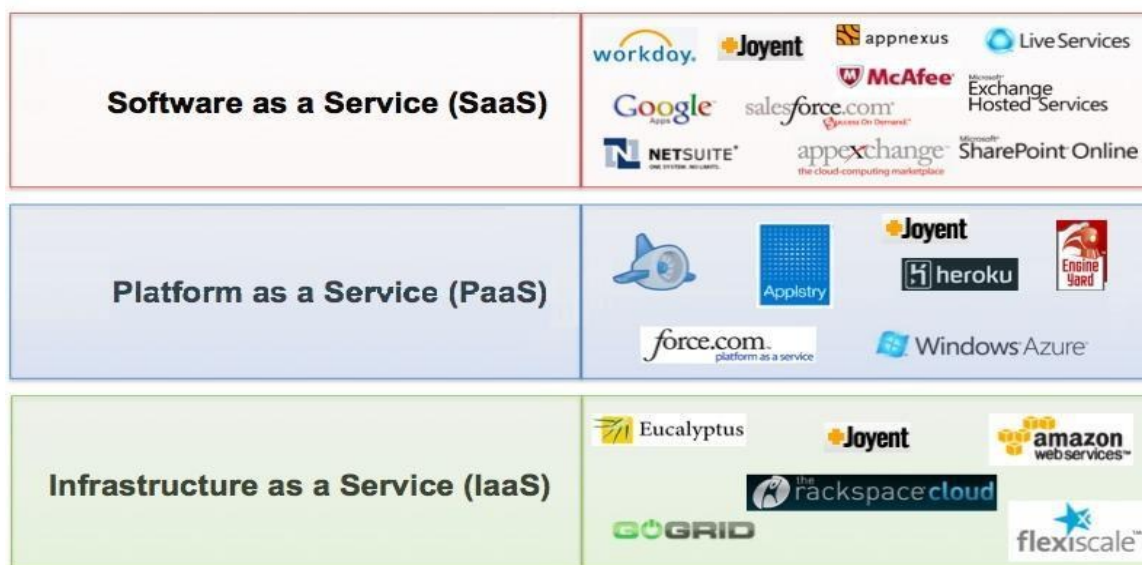 Software as a Service (SaaS)
workday.
Joyent
appnexus
Live Services
McAfee
Microsoft
Exchange
Hosted Services
Google
Apps
salesforce.com
Success On Demand.
NETSUITE
ONE SYSTEM. NO LIMITS.
appexchange
the cloud-computing marketplace
Microsoft
SharePoint Online
Platform as a Service (PaaS)
Appistry
Joyent
heroku
Engine
Yard
force.com
platform as a service
Windows Azure
Infrastructure as a Service (IaaS)
Eucalyptus
Joyent
amazon
web services™
the
rackspace cloud
GOGRID
flexiscale